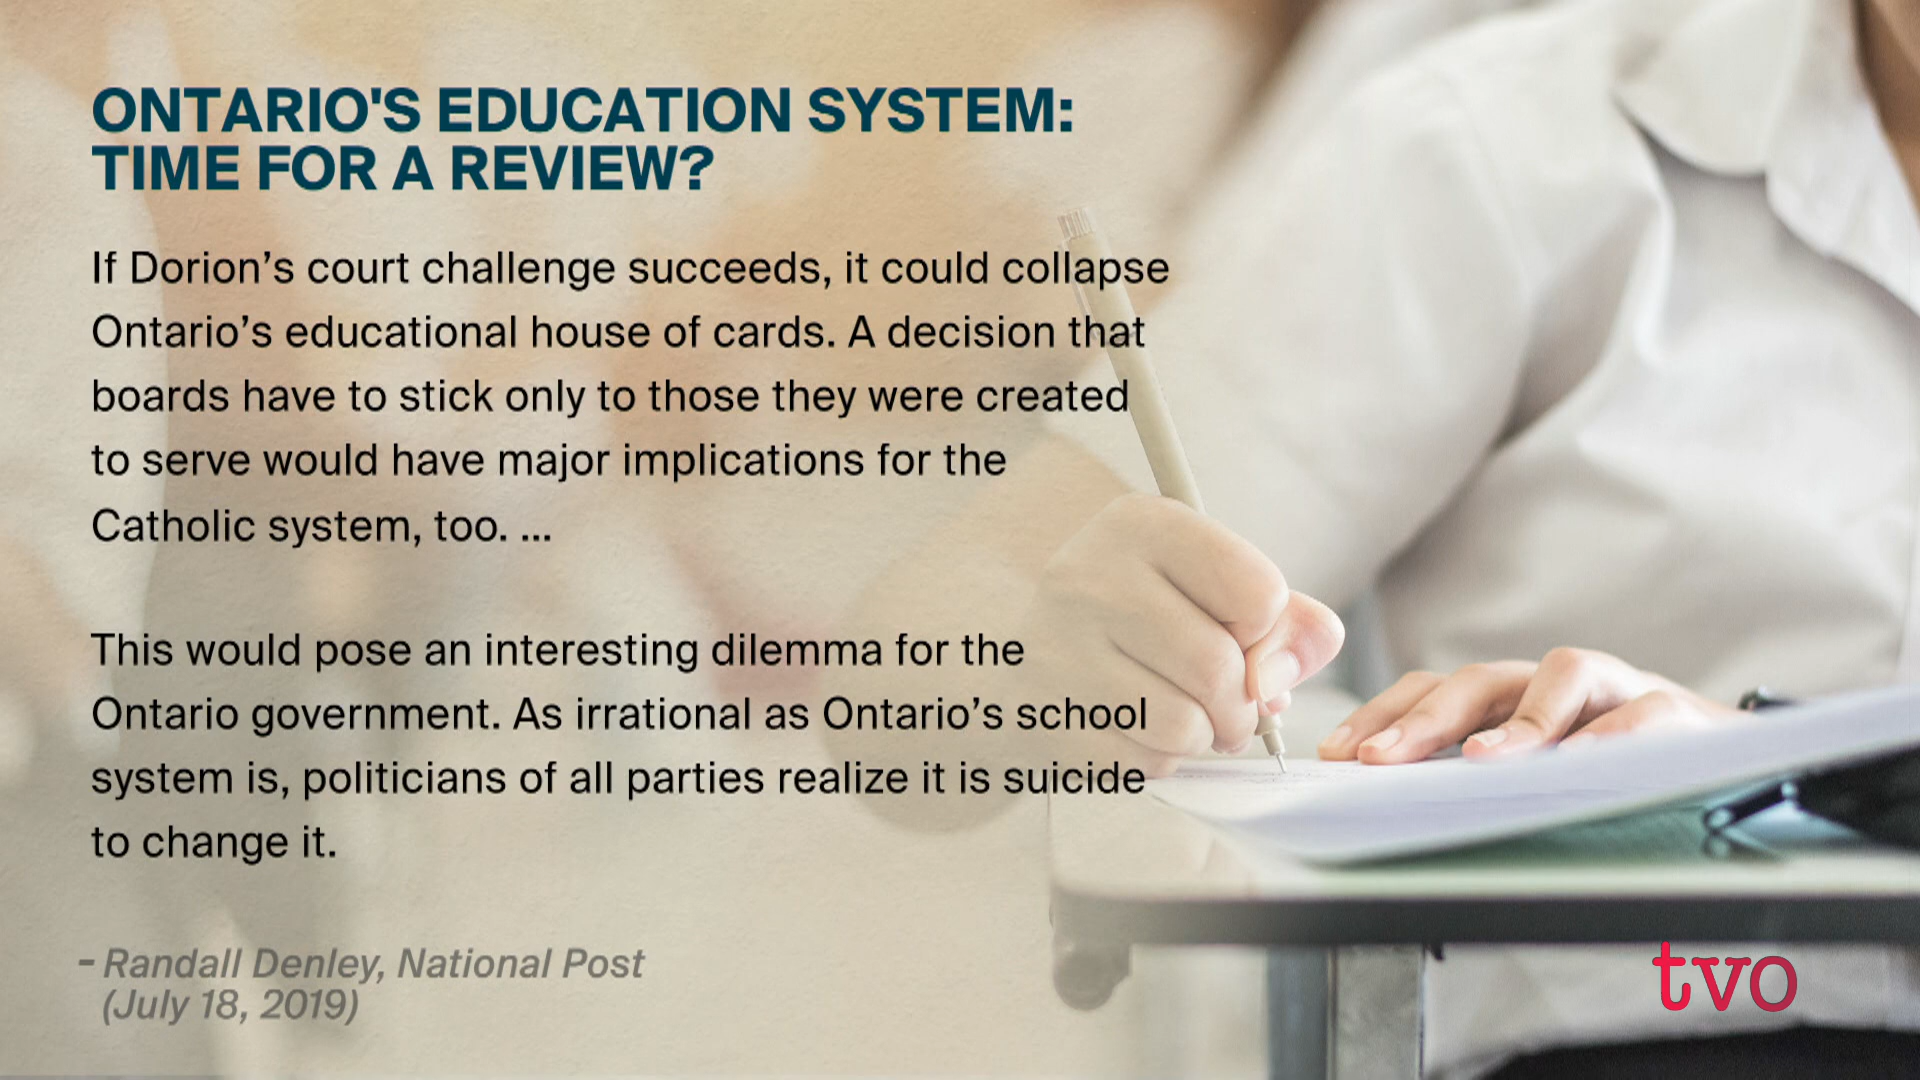 ONTARIO'S EDUCATION SYSTEM:
TIME FOR A REVIEW?
If Dorion’s court challenge succeeds, it could collapse
Ontario’s educational house of cards. A decision that
boards have to stick only to those they were created
to serve would have major implications for the
Catholic system, too. ...
This would pose an interesting dilemma for the
Ontario government. As irrational as Ontario’s school
system is, politicians of all parties realize it is suicide
to change it.
- Randall Denley, National Post
(July 18, 2019)
tvo